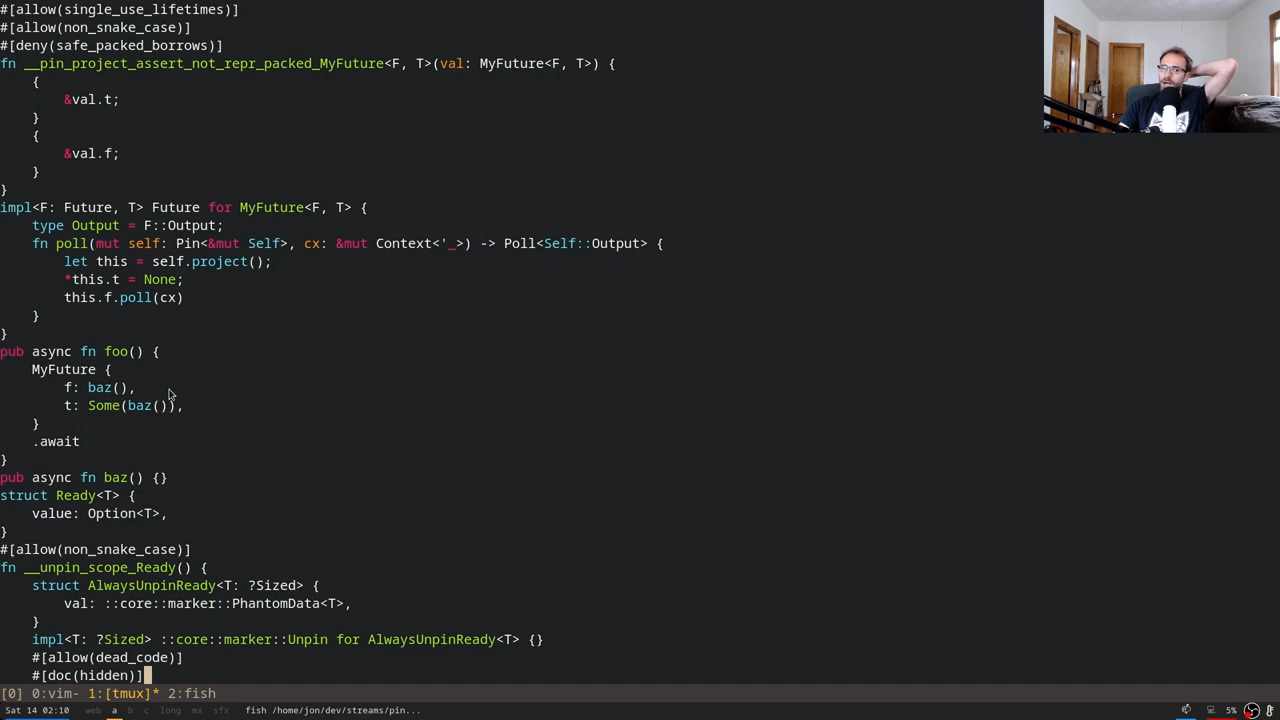 #[allow(single_use_lifetimes)]
#[allow(non_snake_case)]
#[deny(safe_packed_borrows)]
fn __pin_project_assert_not_repr_packed_MyFuture<F, T>(val: MyFuture<F, T>) {
    {
        &val.t;
    }
    {
        &val.f;
    }
}
impl<F: Future, T> Future for MyFuture<F, T> {
    type Output = F::Output;
    fn poll(mut self: Pin<&mut Self>, cx: &mut Context<'_>) -> Poll<Self::Output> {
        let this = self.project();
        *this.t = None;
        this.f.poll(cx)
    }
}
pub async fn foo() {
    MyFuture {
        f: baz(),
        t: Some(baz()),
    }
    .await
}
pub async fn baz() {}
struct Ready<T> {
    value: Option<T>,
}
#[allow(non_snake_case)]
fn __unpin_scope_Ready() {
    struct AlwaysUnpinReady<T: ?Sized> {
        val: ::core::marker::PhantomData<T>,
    }
    impl<T: ?Sized> ::core::marker::Unpin for AlwaysUnpinReady<T> {}
    #[allow(dead_code)]
    #[doc(hidden)]
[0] 0:vim- 1:[tmux]* 2:fish
Sat 14 02:10 web a b c long mx sfx fish /home/jon/dev/streams/pin... 5%